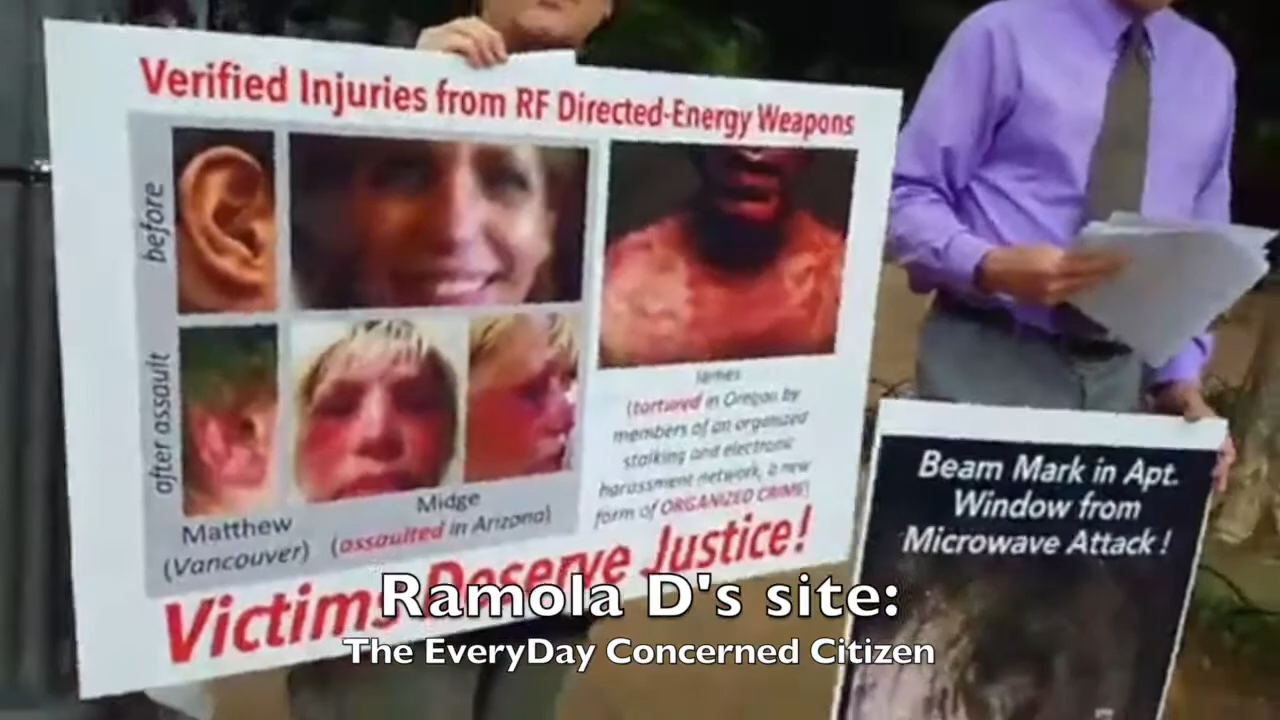 Verified Injuries from RF Directed-Energy Weapons
before
after assault
Matthew
(Vancouver)
Midge
(assaulted in Arizona)
James
(tortured in Oregon by
members of an organized
stalking and electronic
harassment network, a new
form of ORGANIZED CRIME)
Victims Deserve Justice!
Beam Mark in Apt.
Window from
Microwave Attack !
Ramola D's site:
The EveryDay Concerned Citizen